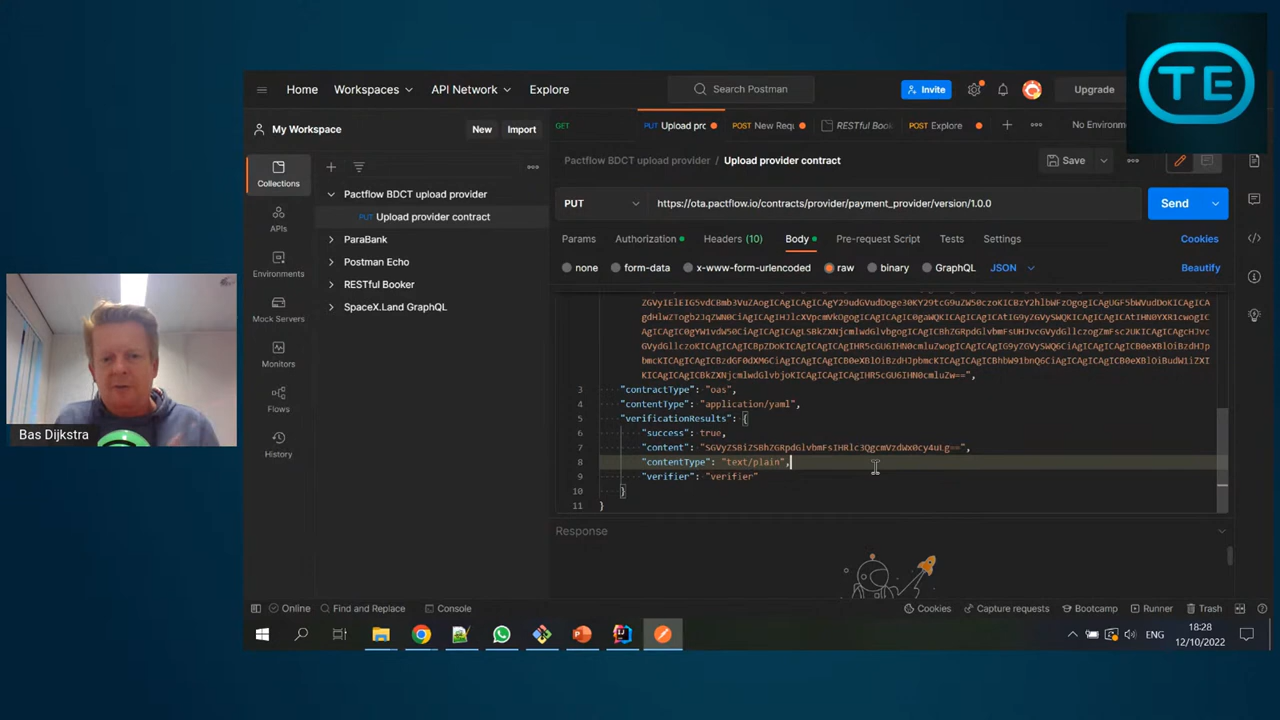 TE
Home
Workspaces
API Network
Explore
Search Postman
Invite
Upgrade
My Workspace
New
Import
GET
PUT Upload prc
POST New Requ
RESTful Boo
POST Explore
No Environm
Pactflow BDCT upload provider / Upload provider contract
Save
Collections
APIs
Environments
Mock Servers
Monitors
Flows
History
Pactflow BDCT upload provider
PUT Upload provider contract
ParaBank
Postman Echo
RESTful Booker
SpaceX.Land GraphQL
PUT
https://ota.pactflow.io/contracts/provider/payment_provider/version/1.0.0
Send
Params
Authorization
Headers (10)
Body
Pre-request Script
Tests
Settings
Cookies
none
form-data
x-www-form-urlencoded
raw
binary
GraphQL
JSON
Beautify
3 "contractType": "oas",
4 "contentType": "application/yaml",
5 "verificationResults": {
6 "success": true,
7 "content":
8 "contentType": "text/plain",
9 "verifier": "verifier"
10 }
11 }
Response
Bas Dijkstra
Online
Find and Replace
Console
Cookies
Capture requests
Bootcamp
Runner
Trash
ENG
18:28
12/10/2022